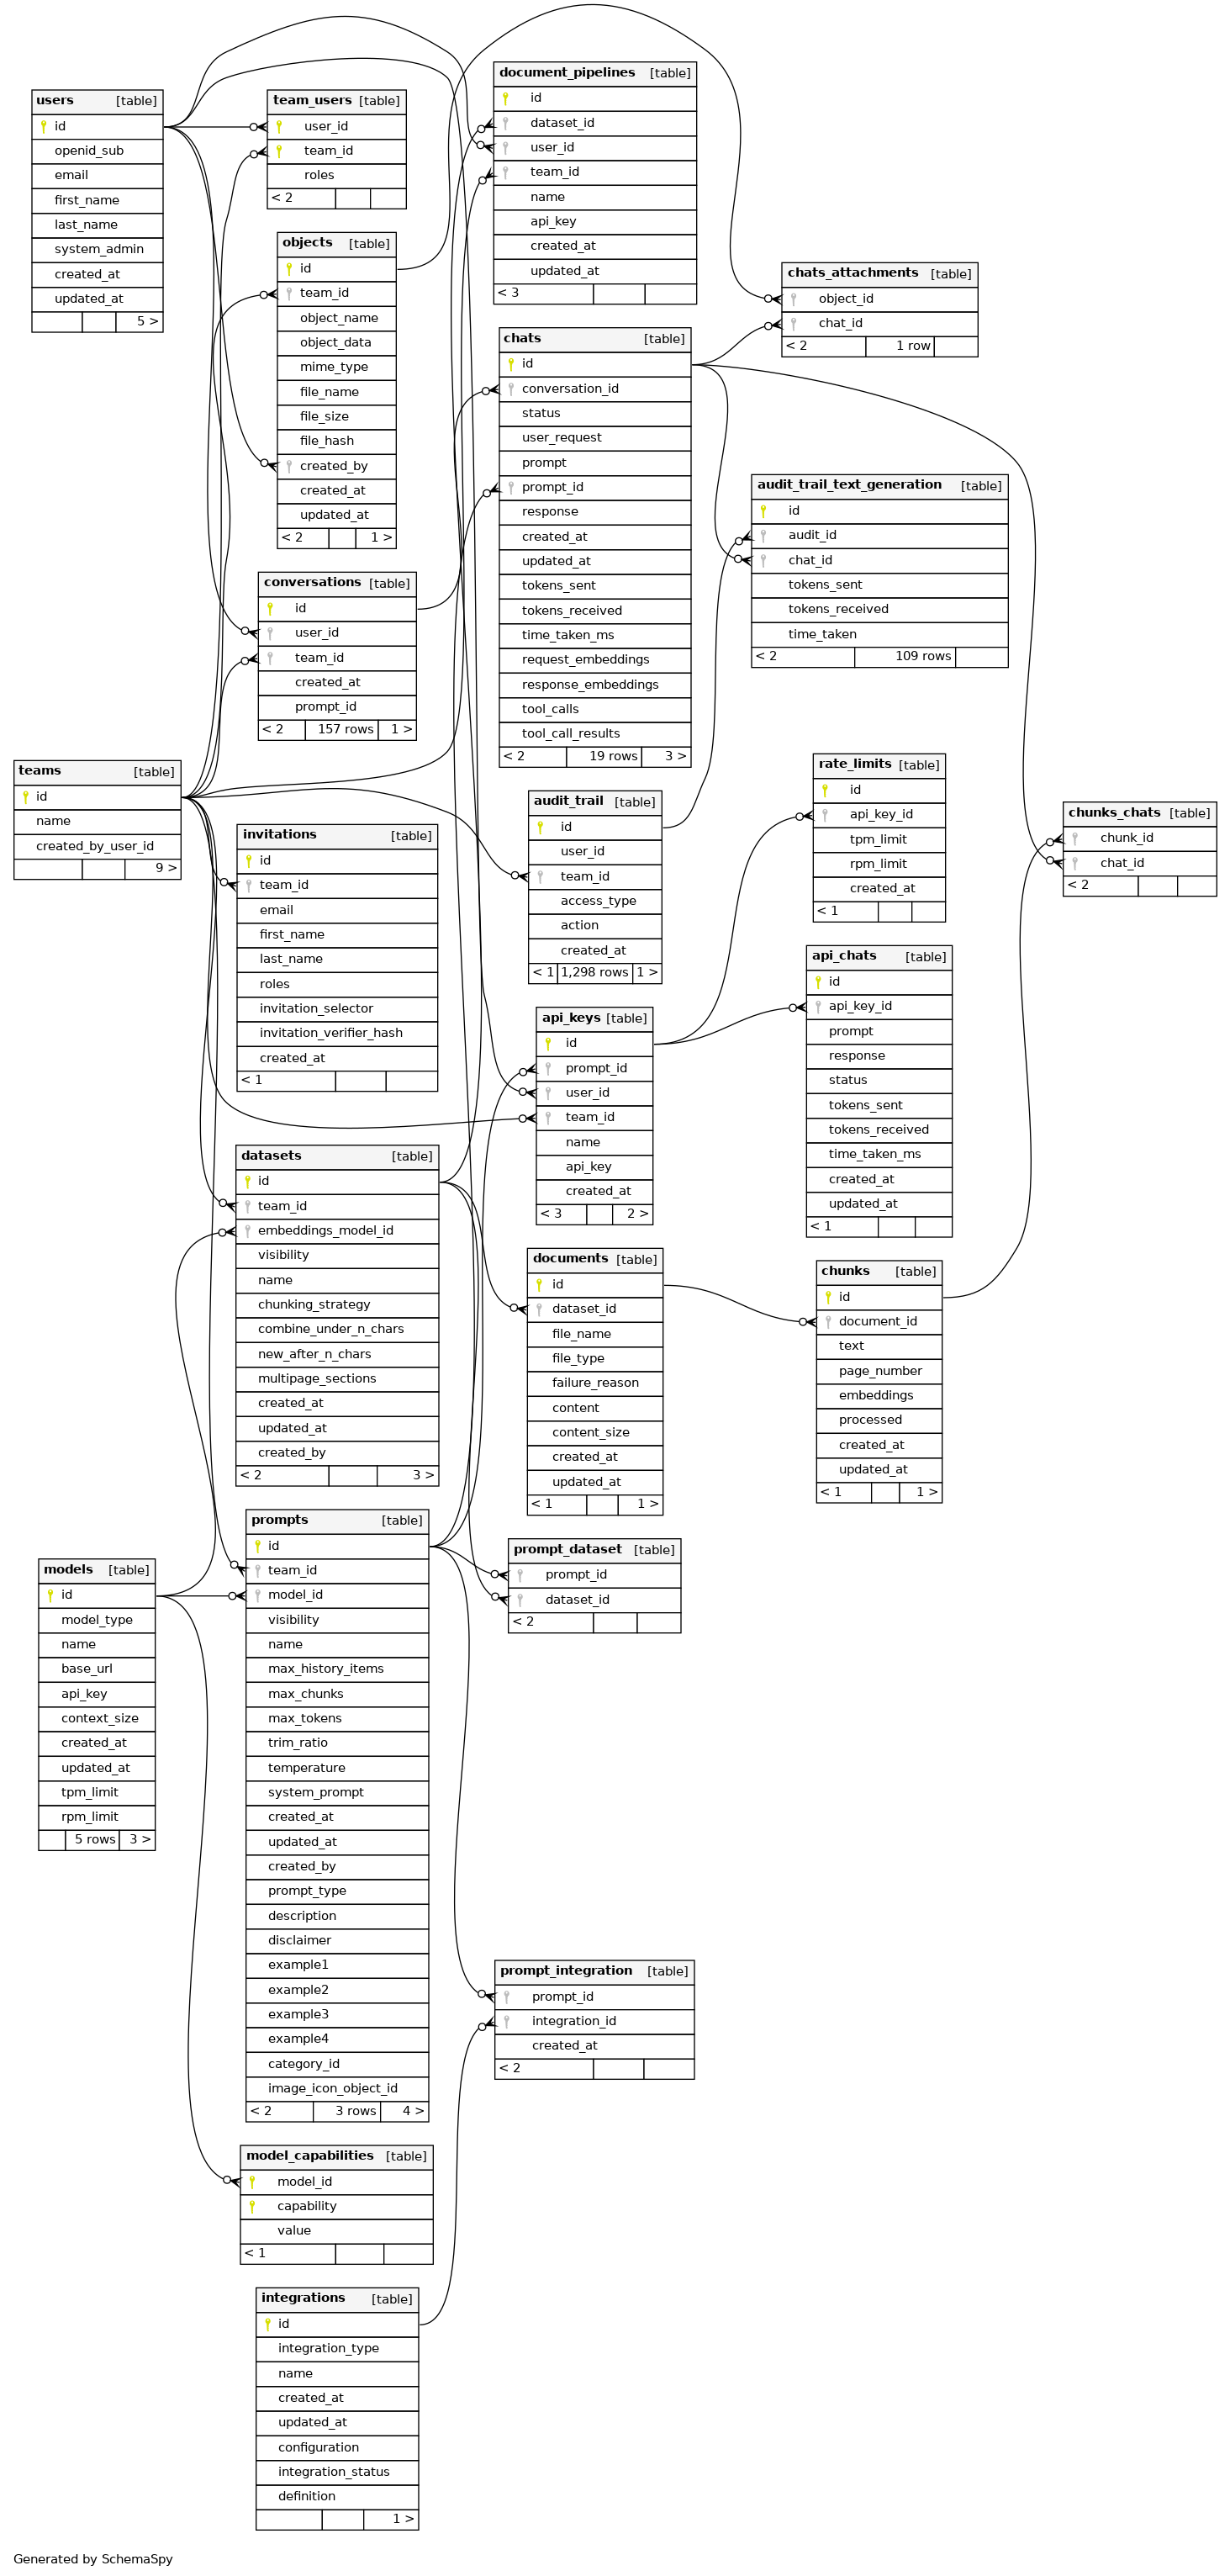 users [table]
id
openid_sub
email
first_name
last_name
system_admin
created_at
updated_at
5 >
team_users [table]
user_id
team_id
roles
< 2
objects [table]
id
team_id
object_name
object_data
mime_type
file_name
file_size
file_hash
created_by
created_at
updated_at
< 2 1 >
conversations [table]
id
user_id
team_id
created_at
prompt_id
< 2 157 rows 1 >
teams [table]
id
name
created_by_user_id
9 >
invitations [table]
id
team_id
email
first_name
last_name
roles
invitation_selector
invitation_verifier_hash
created_at
< 1
datasets [table]
id
team_id
embeddings_model_id
visibility
name
chunking_strategy
combine_under_n_chars
new_after_n_chars
multipage_sections
created_at
updated_at
created_by
< 2 3 >
models [table]
id
model_type
name
base_url
api_key
context_size
created_at
updated_at
tpm_limit
rpm_limit
5 rows 3 >
prompts [table]
id
team_id
model_id
visibility
name
max_history_items
max_chunks
max_tokens
trim_ratio
temperature
system_prompt
created_at
updated_at
created_by
prompt_type
description
disclaimer
example1
example2
example3
example4
category_id
image_icon_object_id
< 2 3 rows 4 >
model_capabilities [table]
model_id
capability
value
< 1
integrations [table]
id
integration_type
name
created_at
updated_at
configuration
integration_status
definition
1 >
document_pipelines [table]
id
dataset_id
user_id
team_id
name
api_key
created_at
updated_at
< 3
chats [table]
id
conversation_id
status
user_request
prompt
prompt_id
response
created_at
updated_at
tokens_sent
tokens_received
time_taken_ms
request_embeddings
response_embeddings
tool_calls
tool_call_results
< 2 19 rows 3 >
audit_trail [table]
id
user_id
team_id
access_type
action
created_at
< 1 1,298 rows 1 >
api_keys [table]
id
prompt_id
user_id
team_id
name
api_key
created_at
< 3 2 >
documents [table]
id
dataset_id
file_name
file_type
failure_reason
content
content_size
created_at
updated_at
< 1 1 >
prompt_dataset [table]
prompt_id
dataset_id
< 2
prompt_integration [table]
prompt_id
integration_id
created_at
< 2
chats_attachments [table]
object_id
chat_id
< 2 1 row
audit_trail_text_generation [table]
id
audit_id
chat_id
tokens_sent
tokens_received
time_taken
< 2 109 rows
rate_limits [table]
id
api_key_id
tpm_limit
rpm_limit
created_at
< 1
api_chats [table]
id
api_key_id
prompt
response
status
tokens_sent
tokens_received
time_taken_ms
created_at
updated_at
< 1
chunks [table]
id
document_id
text
page_number
embeddings
processed
created_at
updated_at
< 1 1 >
chunks_chats [table]
chunk_id
chat_id
< 2
Generated by SchemaSpy